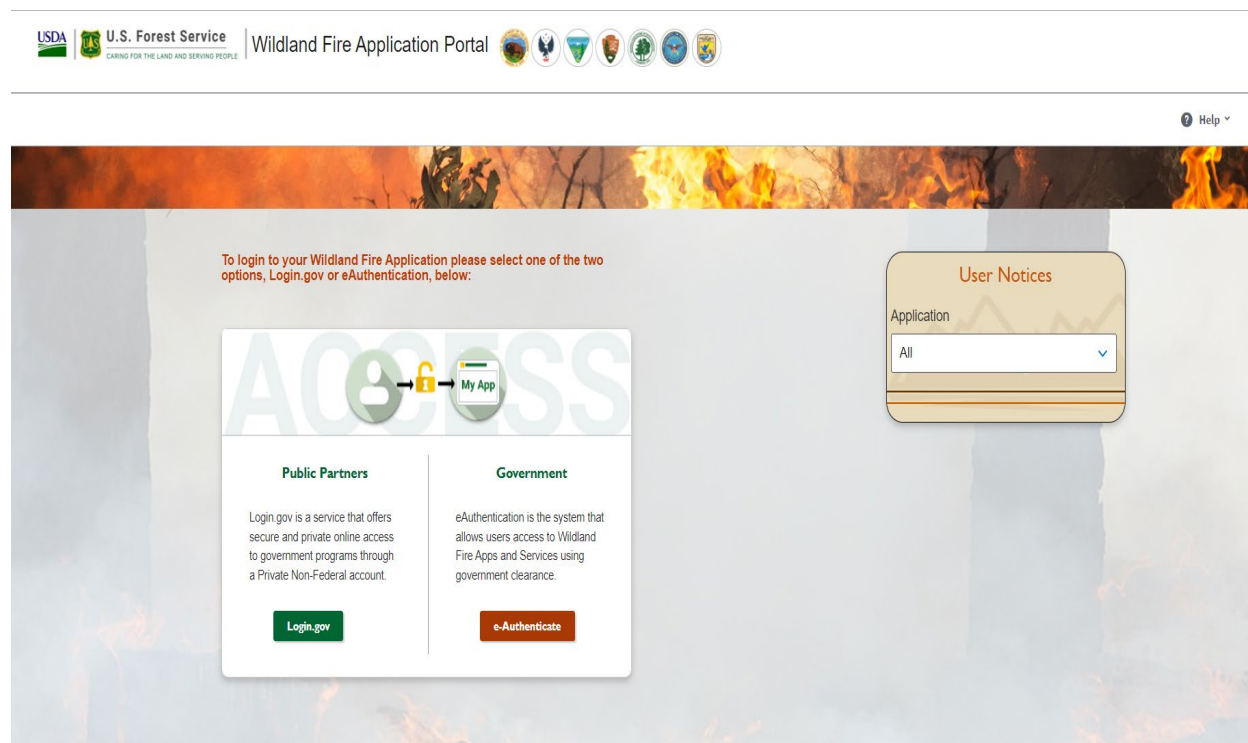 USDA
UAS
U.S. Forest Service
CARING FOR THE LAND AND SERVING PEOPLE
Wildland Fire Application Portal
Help
To login to your Wildland Fire Application please select one of the two
options, Login.gov or eAuthentication, below:
User Notices
Application
All
ACCESS
My App
Public Partners
Login.gov is a service that offers
secure and private online access
to government programs through
a Private Non-Federal account.
Login.gov
Government
eAuthentication is the system that
allows users access to Wildland
Fire Apps and Services using
government clearance.
e-Authenticate